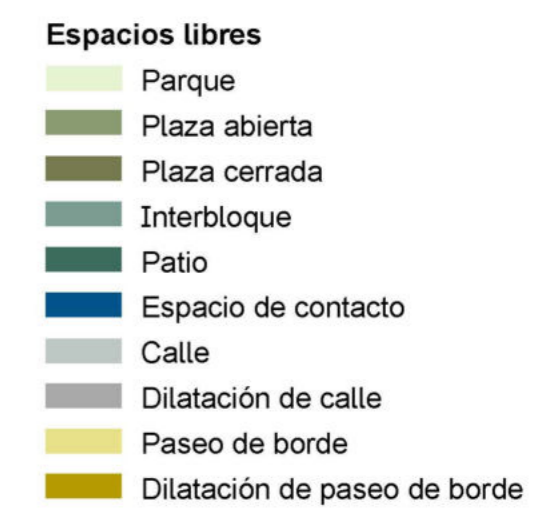 Espacios libres
Parque
Plaza abierta
Plaza cerrada
Interbloque
Patio
Espacio de contacto
Calle
Dilatación de calle
Paseo de borde
Dilatación de paseo de borde